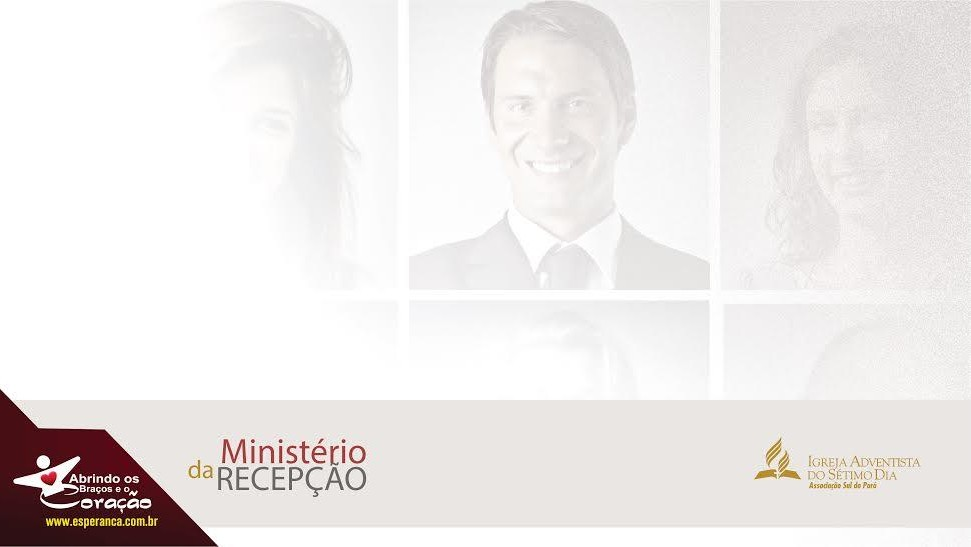 Abrindo os
Braços e o
Coração
www.esperanca.com.br
Ministério
da RECEPÇÃO
IGREJA ADVENTISTA
DO SÉTIMO DIA
Associação Sul do Pará